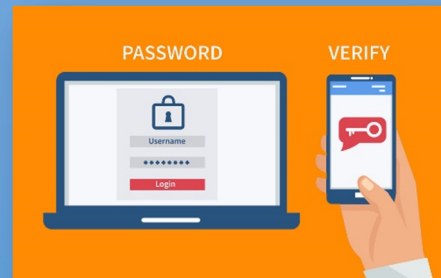 PASSWORD
VERIFY
Username
********
Login